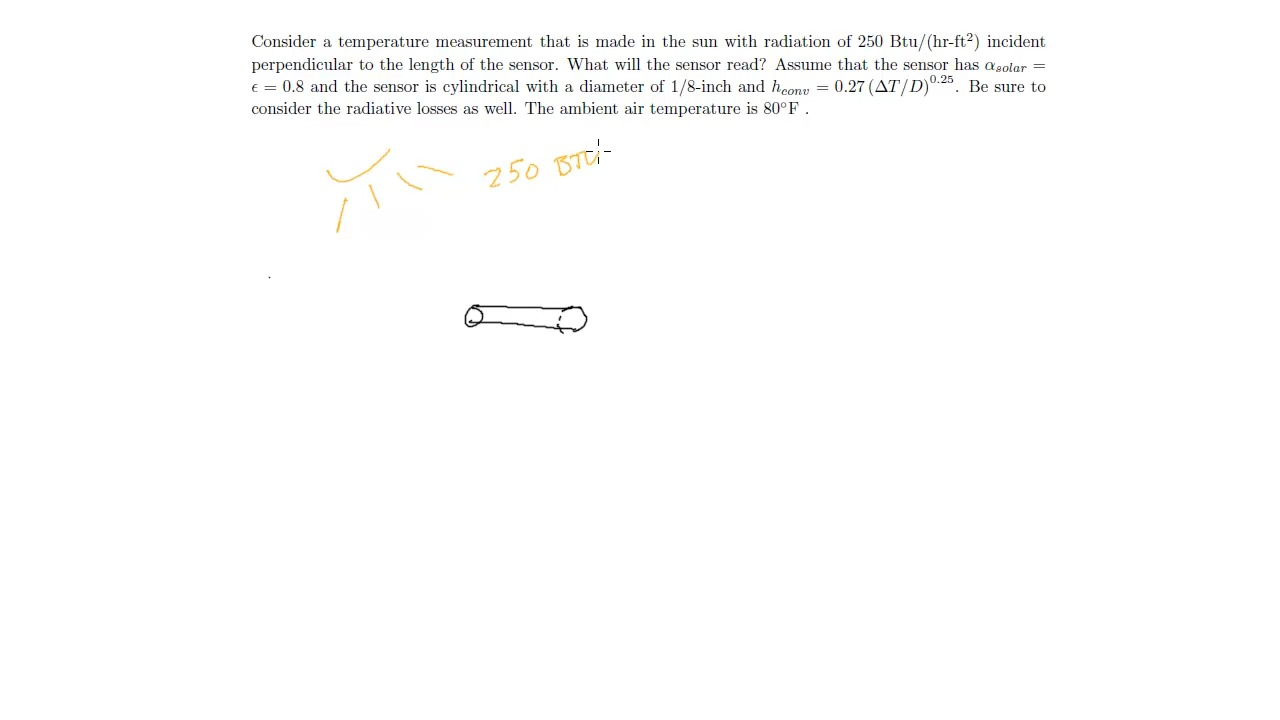 Consider a temperature measurement that is made in the sun with radiation of 250 Btu/(hr-ft²) incident
perpendicular to the length of the sensor. What will the sensor read? Assume that the sensor has α_solar =
ϵ = 0.8 and the sensor is cylindrical with a diameter of 1/8-inch and h_conv = 0.27 (ΔT/D)^0.25. Be sure to
consider the radiative losses as well. The ambient air temperature is 80°F .
250 BTU